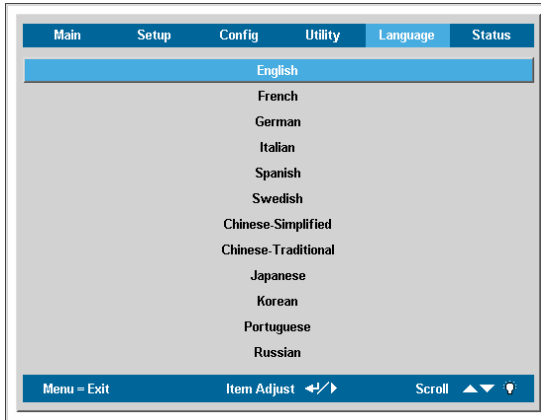 Main Setup Config Utility Language Status
English
French
German
Italian
Spanish
Swedish
Chinese-Simplified
Chinese-Traditional
Japanese
Korean
Portuguese
Russian
Menu = Exit Item Adjust Scroll